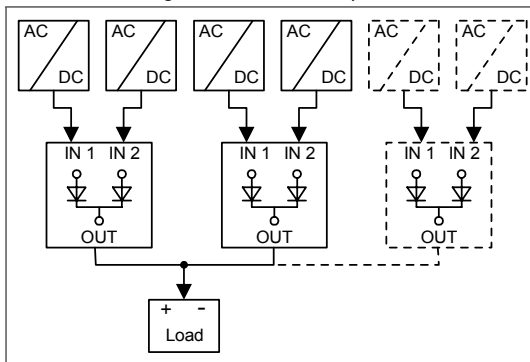 AC AC AC AC AC AC
DC DC DC DC DC DC
IN 1 IN 2 IN 1 IN 2 IN 1 IN 2
OUT OUT OUT
+ -
Load